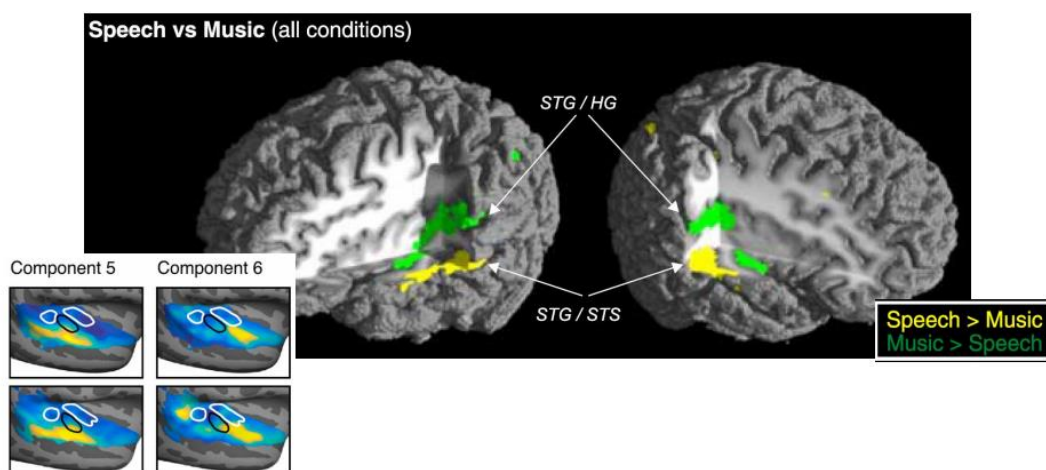 Speech vs Music (all conditions)
STG / HG
Component 5
Component 6
STG / STS
Speech > Music
Music > Speech